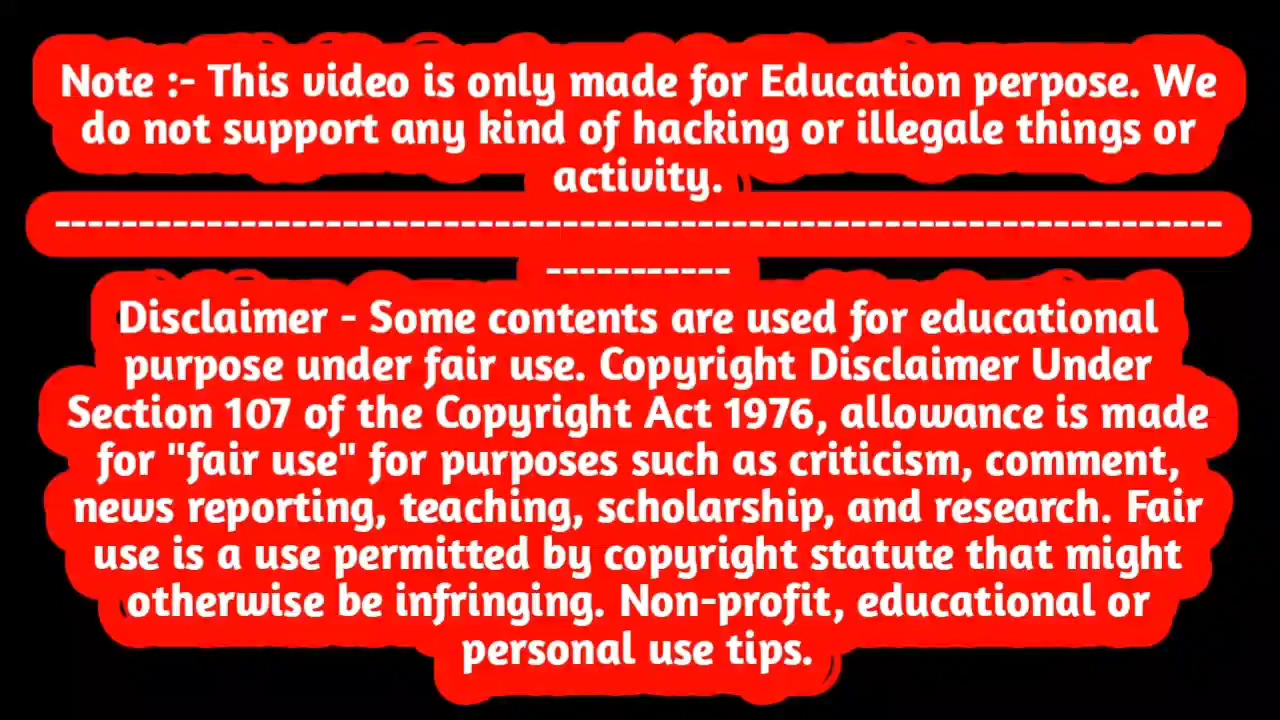 Note :- This video is only made for Education perpose. We
do not support any kind of hacking or illegale things or
activity.
----------------------------------------------------------------------
-----------
Disclaimer - Some contents are used for educational
purpose under fair use. Copyright Disclaimer Under
Section 107 of the Copyright Act 1976, allowance is made
for "fair use" for purposes such as criticism, comment,
news reporting, teaching, scholarship, and research. Fair
use is a use permitted by copyright statute that might
otherwise be infringing. Non-profit, educational or
personal use tips.